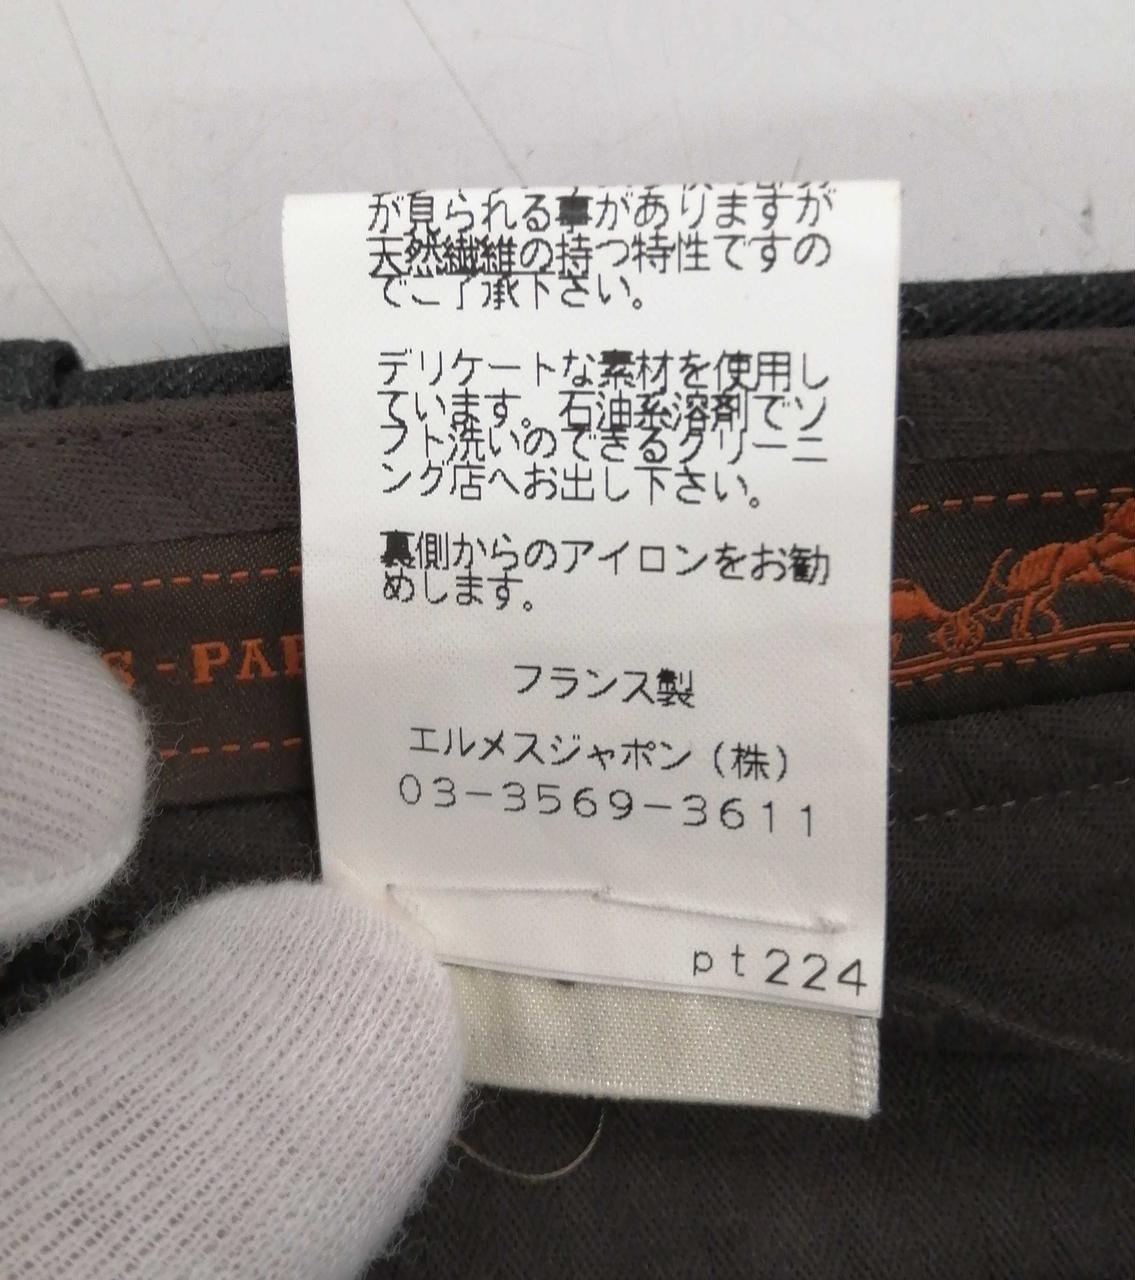 が見られる事がありますが
天然繊維の持つ特性ですの
でご了承下さい。
デリケートな素材を使用し
ています。石油系溶剤でソ
フト洗いのできるクリーニ
ング店へお出し下さい。
裏側からのアイロンをお勧
めします。
フランス製
エルメスジャポン（株）
03-3569-3611
pt224
S-PAR